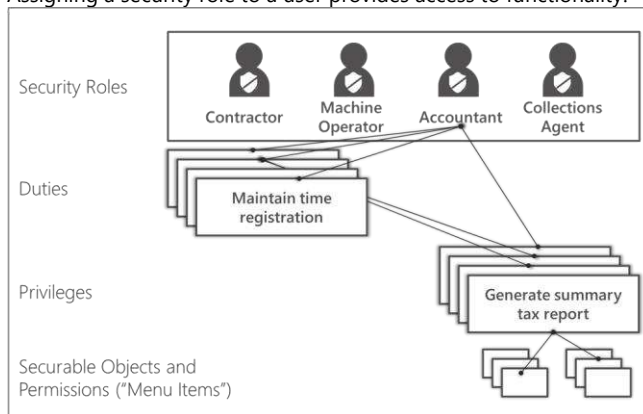 Assigning a security role to a user provides access to functionality.
Security Roles
Contractor
Machine
Operator
Accountant
Collections
Agent
Duties
Maintain time
registration
Privileges
Generate summary
tax report
Securable Objects and
Permissions ("Menu Items")